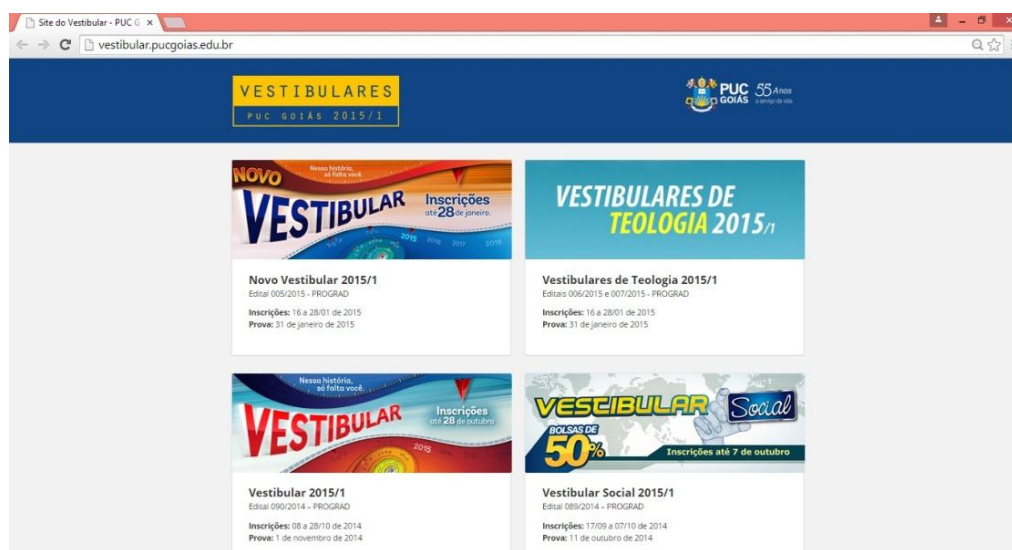 Site do Vestibular - PUC G
vestibular.pucgoias.edu.br
VESTIBULARES
PUC GOIÁS 2015/1
PUC
GOIÁS
55 Anos
a serviço da vida
NOVO
Nessa história,
só falta você.
VESTIBULAR
Inscrições
até 28 de janeiro.
2015 2016 2017 2018
VESTIBULARES DE
TEOLOGIA 2015/1
Novo Vestibular 2015/1
Edital 005/2015 - PROGRAD
Inscrições: 16 a 28/01 de 2015
Prova: 31 de janeiro de 2015
Vestibulares de Teologia 2015/1
Editais 006/2015 e 007/2015 - PROGRAD
Inscrições: 16 a 28/01 de 2015
Prova: 31 de janeiro de 2015
Nessa história,
só falta você.
VESTIBULAR
Inscrições
até 28 de outubro
2015
VESTIBULAR Social
BOLSAS DE
50%
Inscrições até 7 de outubro
Vestibular 2015/1
Edital 090/2014 – PROGRAD
Inscrições: 08 a 28/10 de 2014
Prova: 1 de novembro de 2014
Vestibular Social 2015/1
Edital 089/2014 – PROGRAD
Inscrições: 17/09 a 07/10 de 2014
Prova: 11 de outubro de 2014